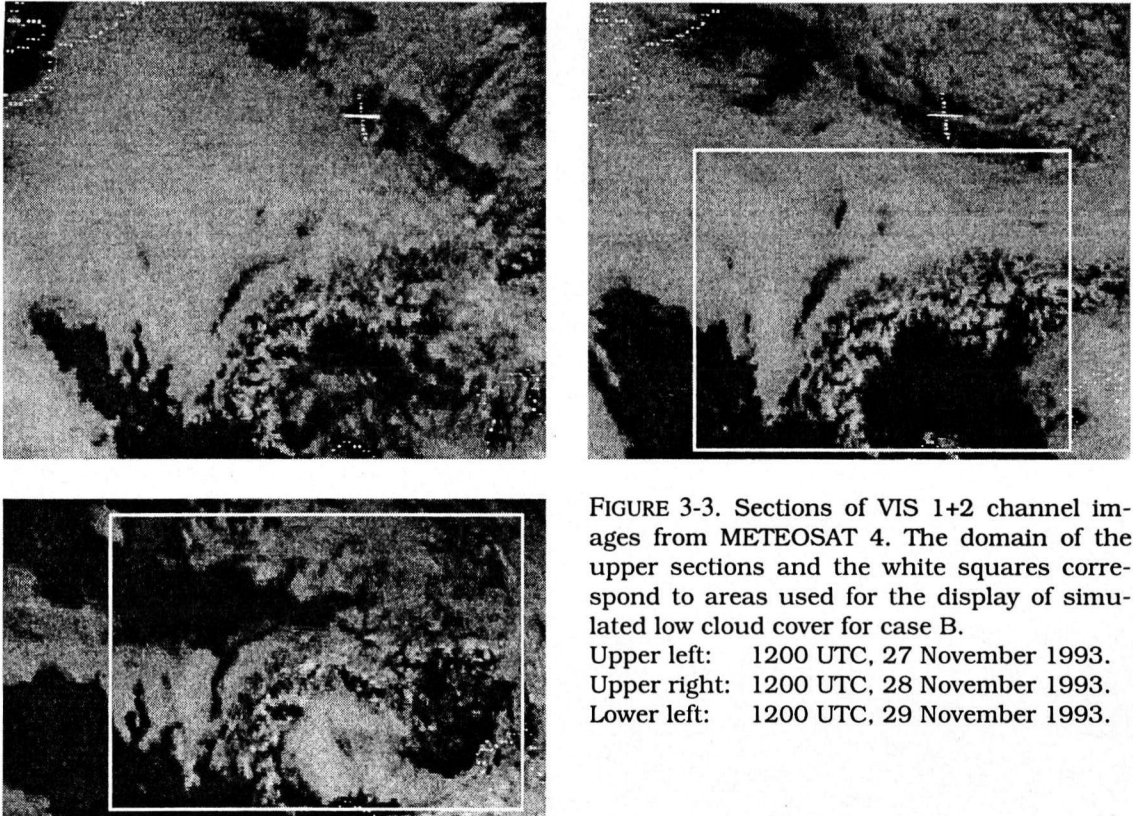 FIGURE 3-3. Sections of VIS 1+2 channel im-
ages from METEOSAT 4. The domain of the
upper sections and the white squares corre-
spond to areas used for the display of simu-
lated low cloud cover for case B.
Upper left: 1200 UTC, 27 November 1993.
Upper right: 1200 UTC, 28 November 1993.
Lower left: 1200 UTC, 29 November 1993.